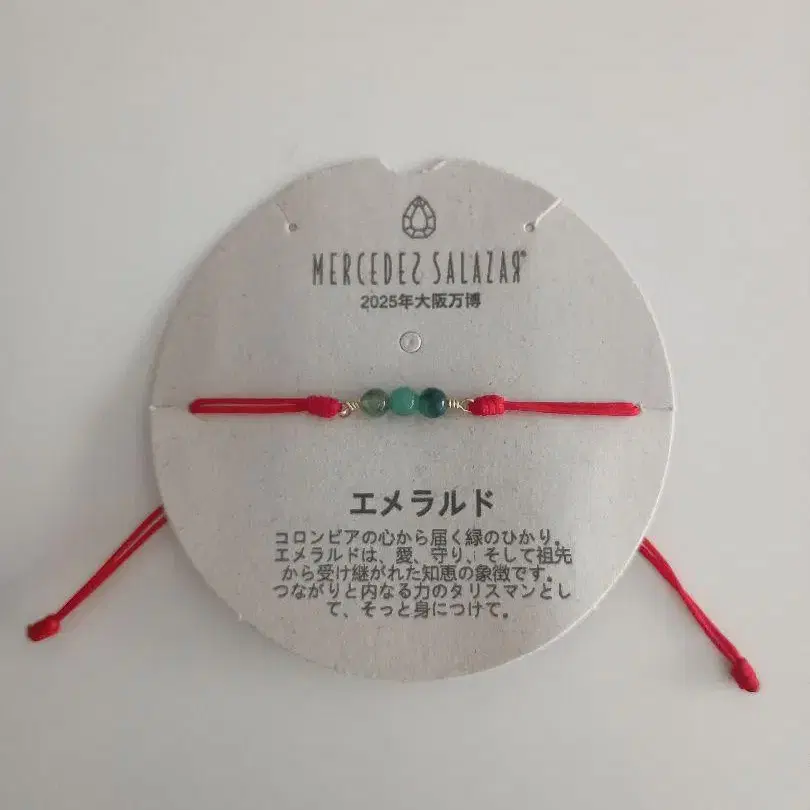 MERCEDES SALAZAR®
2025年大阪万博
エメラルド
コロンビアの心から届く緑のひかり。
エメラルドは、愛、守り、そして祖先
から受け継がれた知恵の象徴です。
つながりと内なる力のタリスマンとし
て、そっと身につけて。